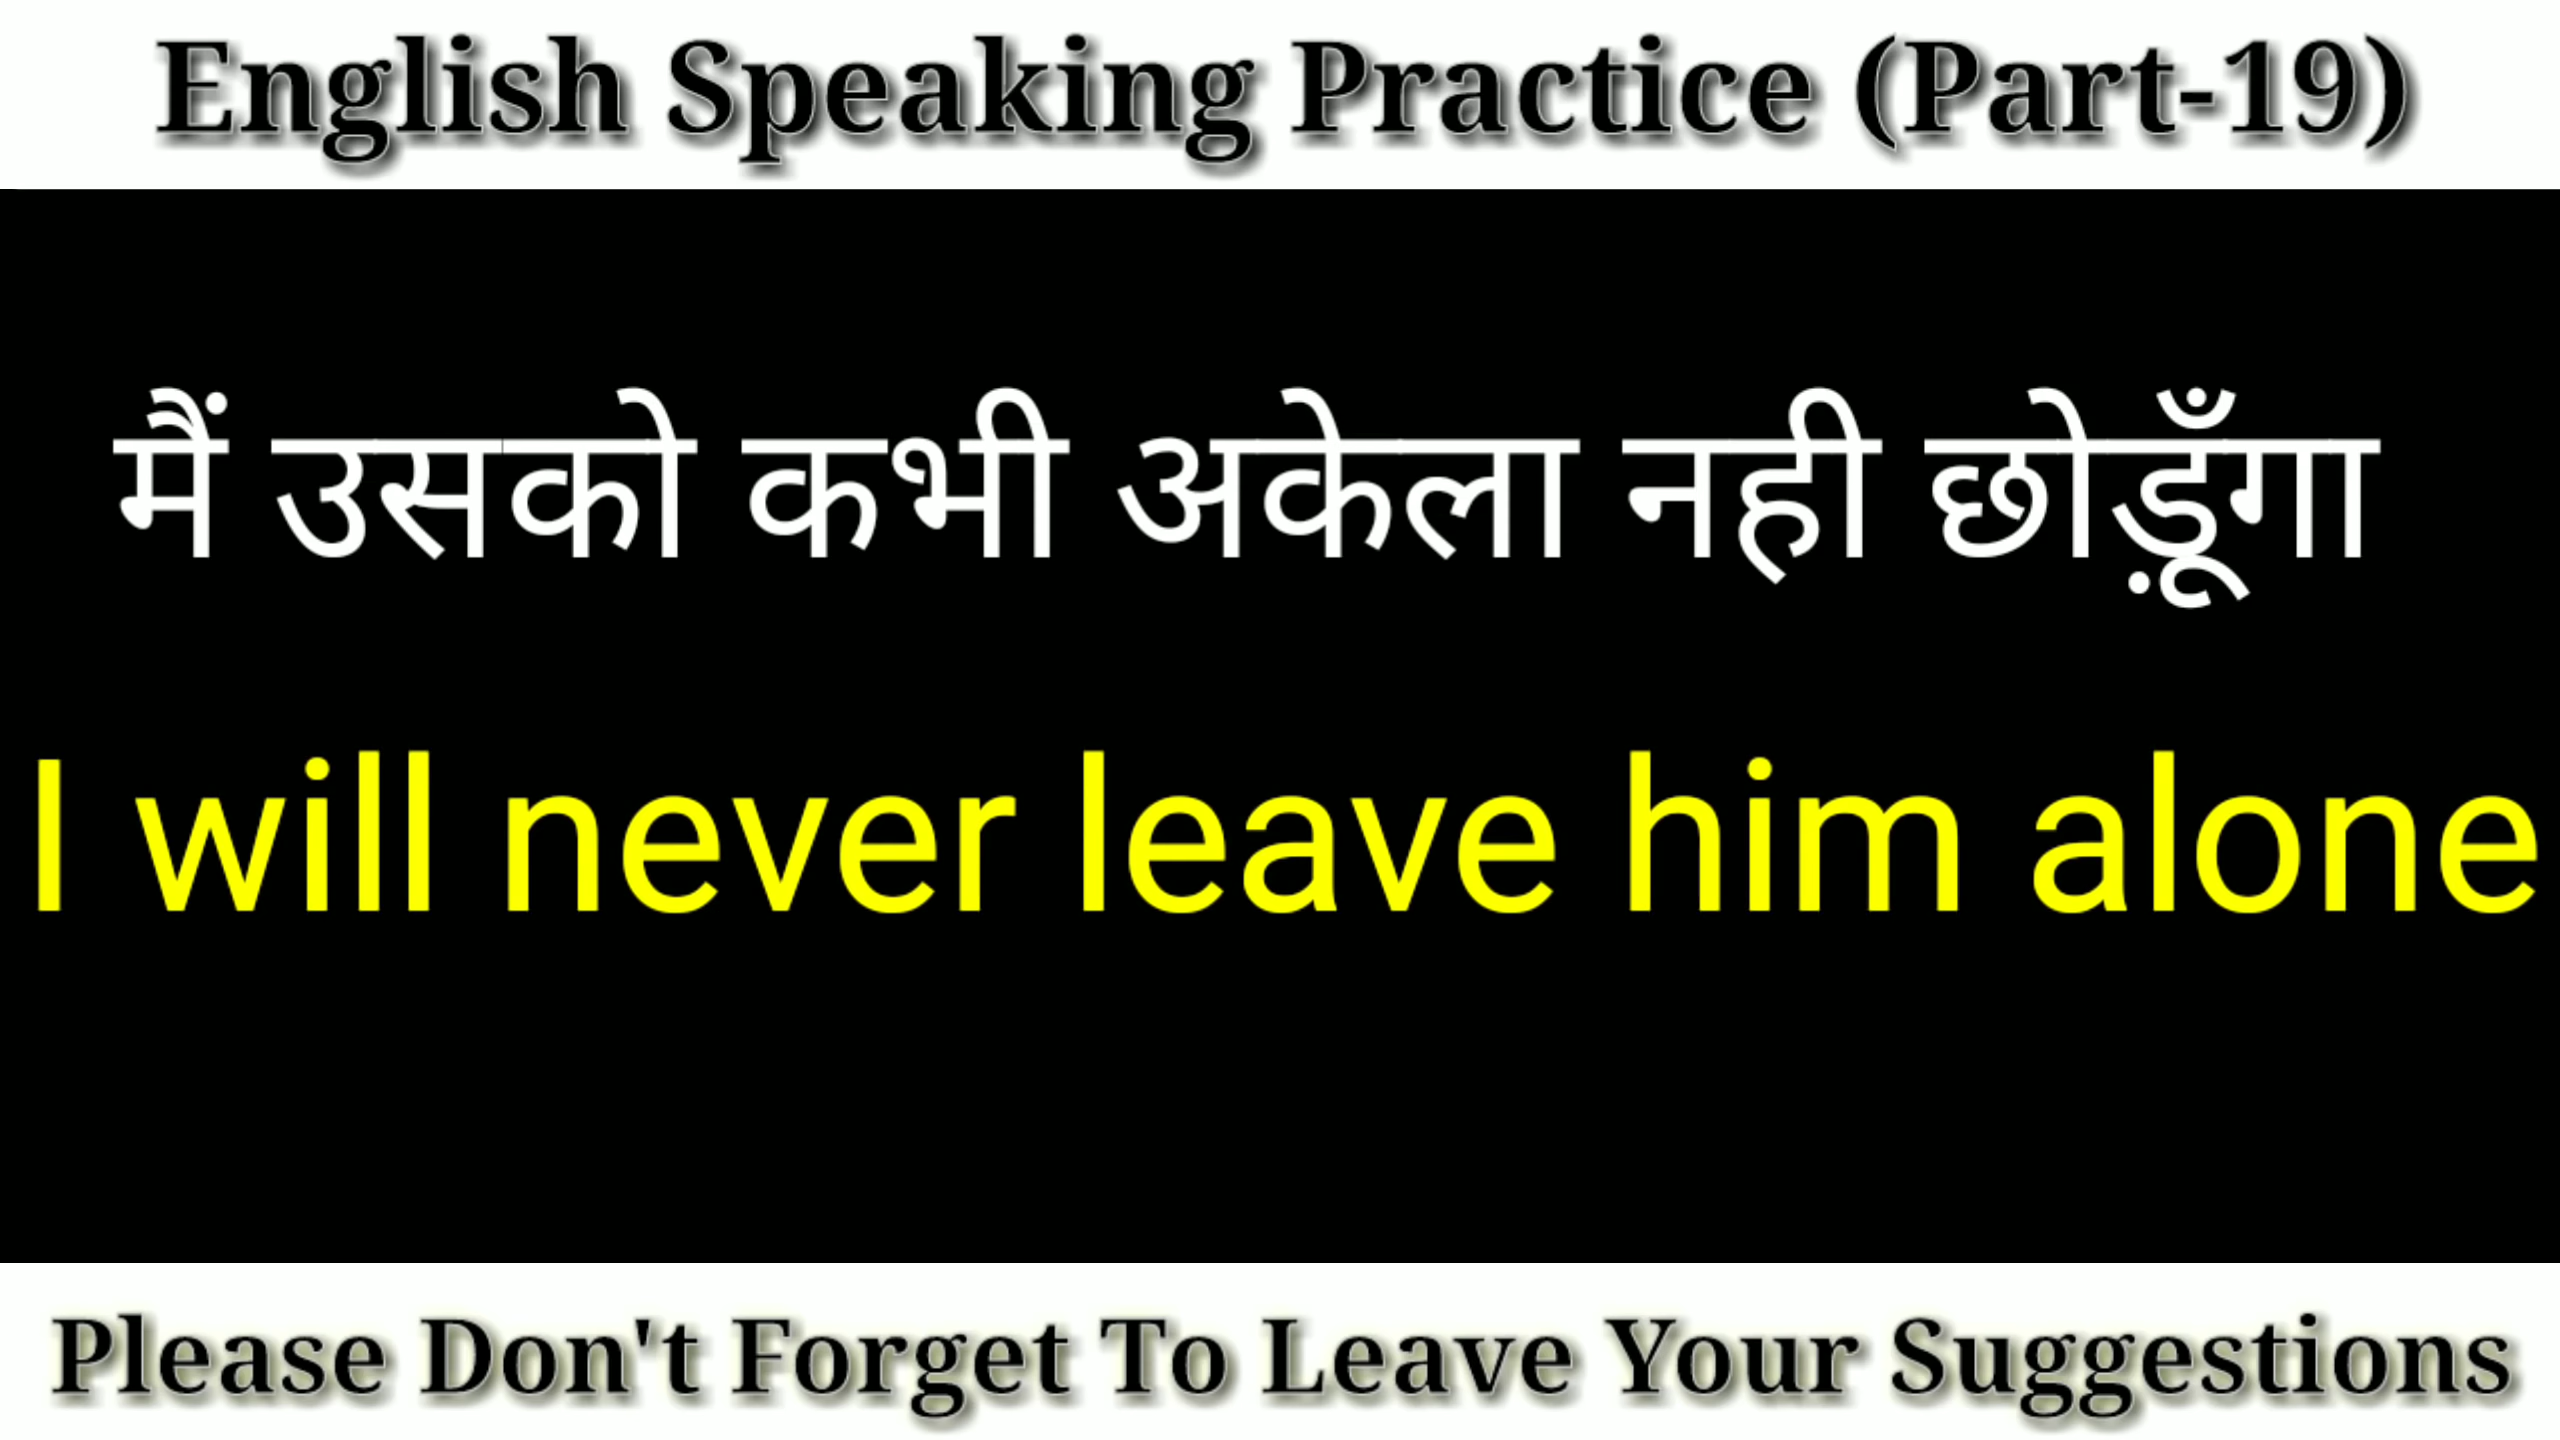 English Speaking Practice (Part-19)
मैं उसको कभी अकेला नही छोड़ूँगा
I will never leave him alone
Please Don't Forget To Leave Your Suggestions